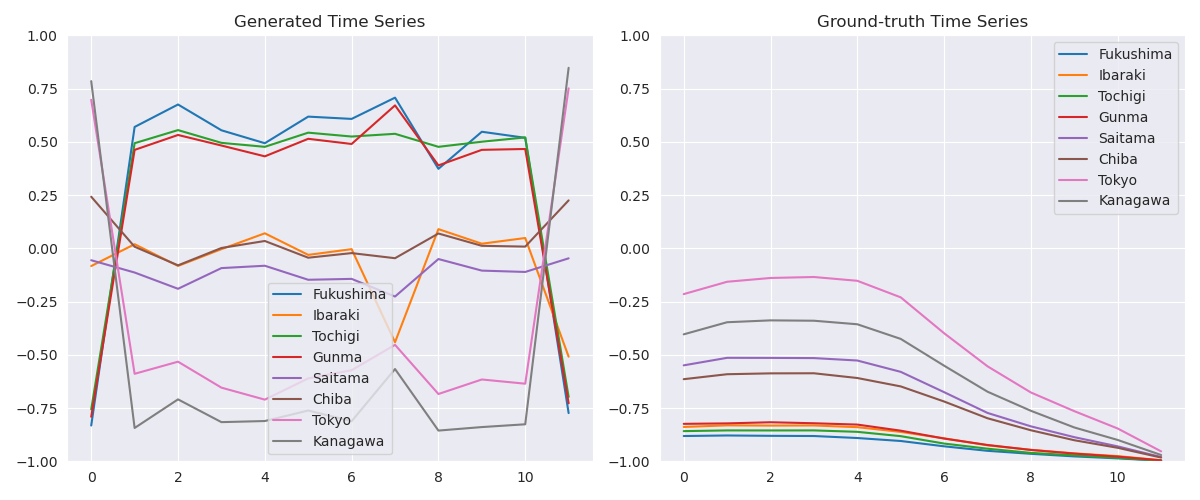 Generated Time Series
1.00
0.75
0.50
0.25
0.00
−0.25
−0.50
−0.75
−1.00
0 2 4 6 8 10
Fukushima
Ibaraki
Tochigi
Gunma
Saitama
Chiba
Tokyo
Kanagawa
Ground-truth Time Series
1.00
0.75
0.50
0.25
0.00
−0.25
−0.50
−0.75
−1.00
0 2 4 6 8 10
Fukushima
Ibaraki
Tochigi
Gunma
Saitama
Chiba
Tokyo
Kanagawa